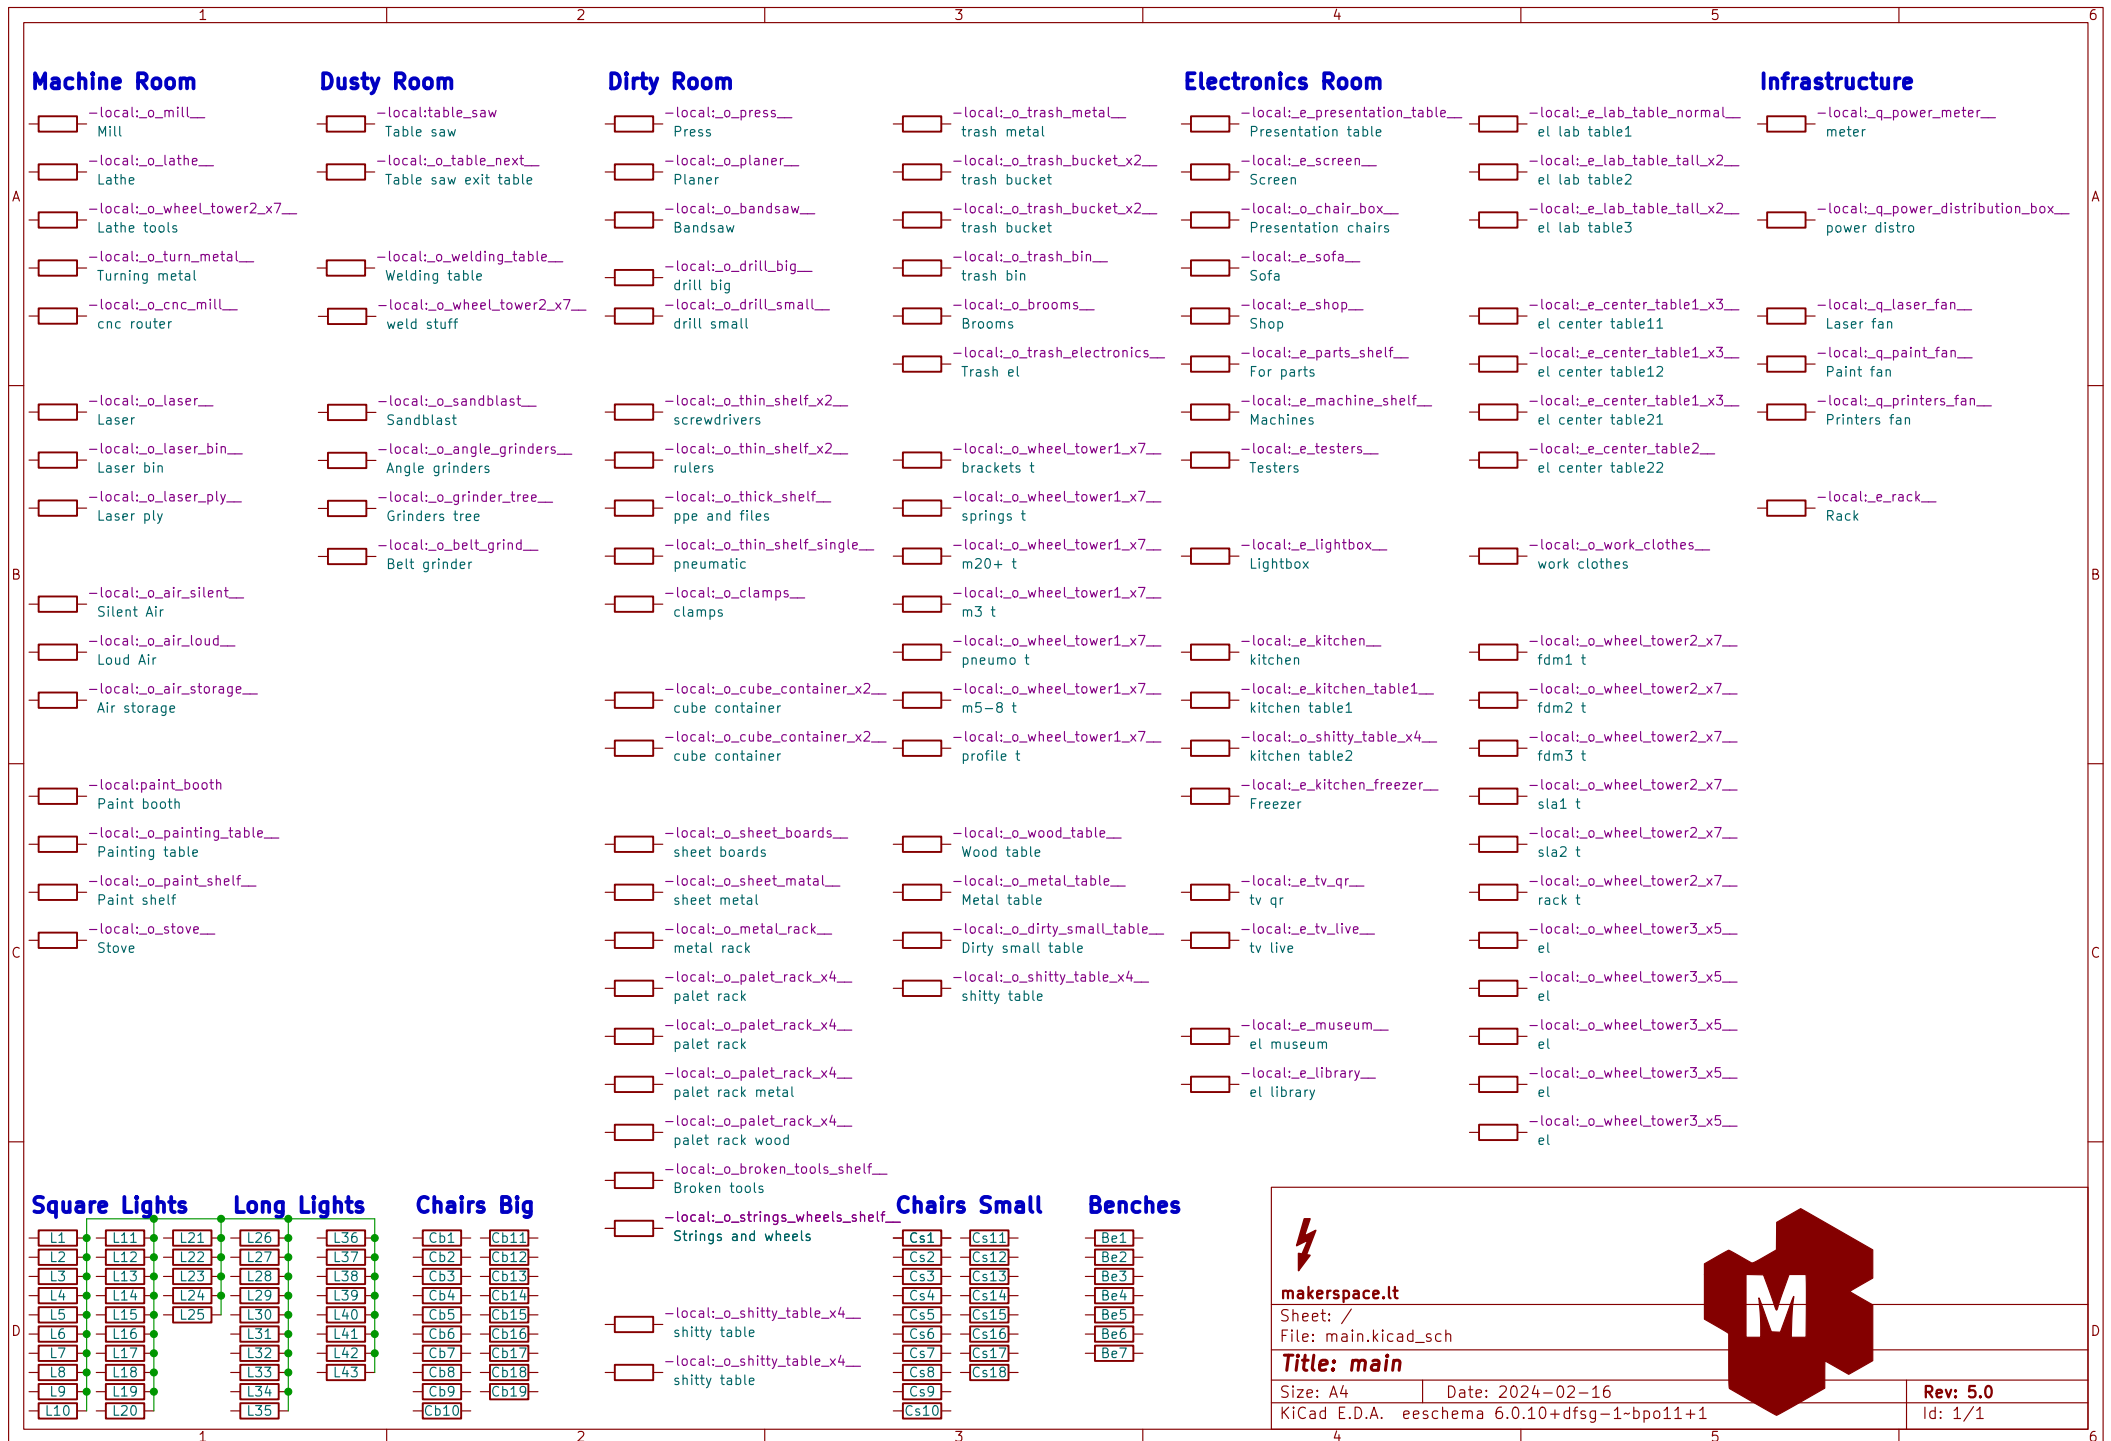 1 2 3 4 5 6
Machine Room
-local:_o_mill__
Mill
-local:_o_lathe__
Lathe
-local:_o_wheel_tower2_x7__
Lathe tools
-local:_o_turn_metal__
Turning metal
-local:_o_cnc_mill__
cnc router
-local:_o_laser__
Laser
-local:_o_laser_bin__
Laser bin
-local:_o_laser_ply__
Laser ply
-local:_o_air_silent__
Silent Air
-local:_o_air_loud__
Loud Air
-local:_o_air_storage__
Air storage
-local:paint_booth
Paint booth
-local:_o_painting_table__
Painting table
-local:_o_paint_shelf__
Paint shelf
-local:_o_stove__
Stove
Dusty Room
-local:table_saw
Table saw
-local:_o_table_next__
Table saw exit table
-local:_o_welding_table__
Welding table
-local:_o_wheel_tower2_x7__
weld stuff
-local:_o_sandblast__
Sandblast
-local:_o_angle_grinders__
Angle grinders
-local:_o_grinder_tree__
Grinders tree
-local:_o_belt_grind__
Belt grinder
Dirty Room
-local:_o_press__
Press
-local:_o_planer__
Planer
-local:_o_bandsaw__
Bandsaw
-local:_o_drill_big__
drill big
-local:_o_drill_small__
drill small
-local:_o_thin_shelf_x2__
screwdrivers
-local:_o_thin_shelf_x2__
rulers
-local:_o_thick_shelf__
ppe and files
-local:_o_thin_shelf_single__
pneumatic
-local:_o_clamps__
clamps
-local:_o_cube_container_x2__
cube container
-local:_o_cube_container_x2__
cube container
-local:_o_sheet_boards__
sheet boards
-local:_o_sheet_matal__
sheet metal
-local:_o_metal_rack__
metal rack
-local:_o_palet_rack_x4__
palet rack
-local:_o_palet_rack_x4__
palet rack
-local:_o_palet_rack_x4__
palet rack metal
-local:_o_palet_rack_x4__
palet rack wood
-local:_o_broken_tools_shelf__
Broken tools
-local:_o_strings_wheels_shelf__
Strings and wheels
-local:_o_shitty_table_x4__
shitty table
-local:_o_shitty_table_x4__
shitty table
-local:_o_trash_metal__
trash metal
-local:_o_trash_bucket_x2__
trash bucket
-local:_o_trash_bucket_x2__
trash bucket
-local:_o_trash_bin__
trash bin
-local:_o_brooms__
Brooms
-local:_o_trash_electronics__
Trash el
-local:_o_wheel_tower1_x7__
brackets t
-local:_o_wheel_tower1_x7__
springs t
-local:_o_wheel_tower1_x7__
m20+ t
-local:_o_wheel_tower1_x7__
m3 t
-local:_o_wheel_tower1_x7__
pneumo t
-local:_o_wheel_tower1_x7__
m5-8 t
-local:_o_wheel_tower1_x7__
profile t
-local:_o_wood_table__
Wood table
-local:_o_metal_table__
Metal table
-local:_o_dirty_small_table__
Dirty small table
-local:_o_shitty_table_x4__
shitty table
Electronics Room
-local:_e_presentation_table__
Presentation table
-local:_e_screen__
Screen
-local:_o_chair_box__
Presentation chairs
-local:_e_sofa__
Sofa
-local:_e_shop__
Shop
-local:_e_parts_shelf__
For parts
-local:_e_machine_shelf__
Machines
-local:_e_testers__
Testers
-local:_e_lightbox__
Lightbox
-local:_e_kitchen__
kitchen
-local:_e_kitchen_table1__
kitchen table1
-local:_o_shitty_table_x4__
kitchen table2
-local:_e_kitchen_freezer__
Freezer
-local:_e_tv_qr__
tv qr
-local:_e_tv_live__
tv live
-local:_e_museum__
el museum
-local:_e_library__
el library
-local:_e_lab_table_normal__
el lab table1
-local:_e_lab_table_tall_x2__
el lab table2
-local:_e_lab_table_tall_x2__
el lab table3
-local:_e_center_table1_x3__
el center table11
-local:_e_center_table1_x3__
el center table12
-local:_e_center_table1_x3__
el center table21
-local:_e_center_table2__
el center table22
-local:_o_work_clothes__
work clothes
-local:_o_wheel_tower2_x7__
fdm1 t
-local:_o_wheel_tower2_x7__
fdm2 t
-local:_o_wheel_tower2_x7__
fdm3 t
-local:_o_wheel_tower2_x7__
sla1 t
-local:_o_wheel_tower2_x7__
sla2 t
-local:_o_wheel_tower2_x7__
rack t
-local:_o_wheel_tower3_x5__
el
-local:_o_wheel_tower3_x5__
el
-local:_o_wheel_tower3_x5__
el
-local:_o_wheel_tower3_x5__
el
-local:_o_wheel_tower3_x5__
el
Infrastructure
-local:_q_power_meter__
meter
-local:_q_power_distribution_box__
power distro
-local:_q_laser_fan__
Laser fan
-local:_q_paint_fan__
Paint fan
-local:_q_printers_fan__
Printers fan
-local:_e_rack__
Rack
A A
B B
C C
D D
Square Lights
L1 L11 L21
L2 L12 L22
L3 L13 L23
L4 L14 L24
L5 L15 L25
L6 L16
L7 L17
L8 L18
L9 L19
L10 L20
Long Lights
L26 L36
L27 L37
L28 L38
L29 L39
L30 L40
L31 L41
L32 L42
L33 L43
L34
L35
Chairs Big
Cb1 Cb11
Cb2 Cb12
Cb3 Cb13
Cb4 Cb14
Cb5 Cb15
Cb6 Cb16
Cb7 Cb17
Cb8 Cb18
Cb9 Cb19
Cb10
Chairs Small
Cs1 Cs11
Cs2 Cs12
Cs3 Cs13
Cs4 Cs14
Cs5 Cs15
Cs6 Cs16
Cs7 Cs17
Cs8 Cs18
Cs9
Cs10
Benches
Be1
Be2
Be3
Be4
Be5
Be6
Be7
makerspace.lt
M
Sheet: /
File: main.kicad_sch
Title: main
Size: A4 Date: 2024-02-16 Rev: 5.0
KiCad E.D.A. eeschema 6.0.10+dfsg-1~bpo11+1 Id: 1/1
1 2 3 4 5 6